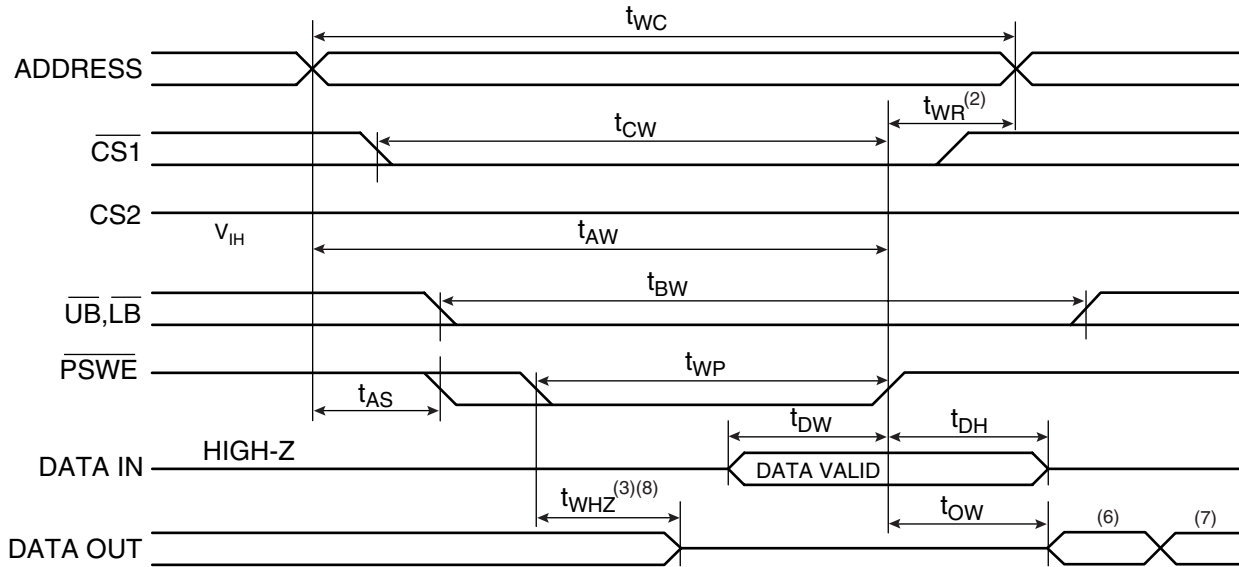 tWC
ADDRESS
tWR(2)
tCW
CS1
CS2
VIH
tAW
tBW
UB,LB
PSWE
tWP
tAS
tDW
tDH
HIGH-Z
DATA IN
DATA VALID
tWHZ(3)(8)
tOW
(6)
(7)
DATA OUT